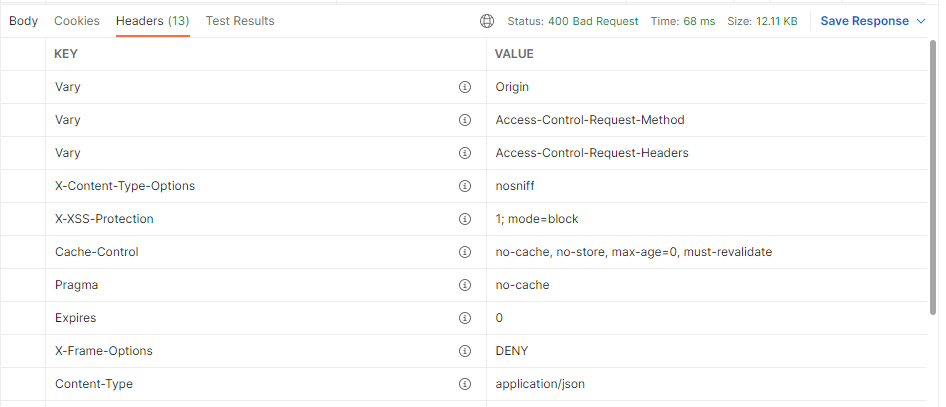 Body Cookies Headers (13) Test Results Status: 400 Bad Request Time: 68 ms Size: 12.11 KB Save Response
KEY VALUE
Vary Origin
Vary Access-Control-Request-Method
Vary Access-Control-Request-Headers
X-Content-Type-Options nosniff
X-XSS-Protection 1; mode=block
Cache-Control no-cache, no-store, max-age=0, must-revalidate
Pragma no-cache
Expires 0
X-Frame-Options DENY
Content-Type application/json